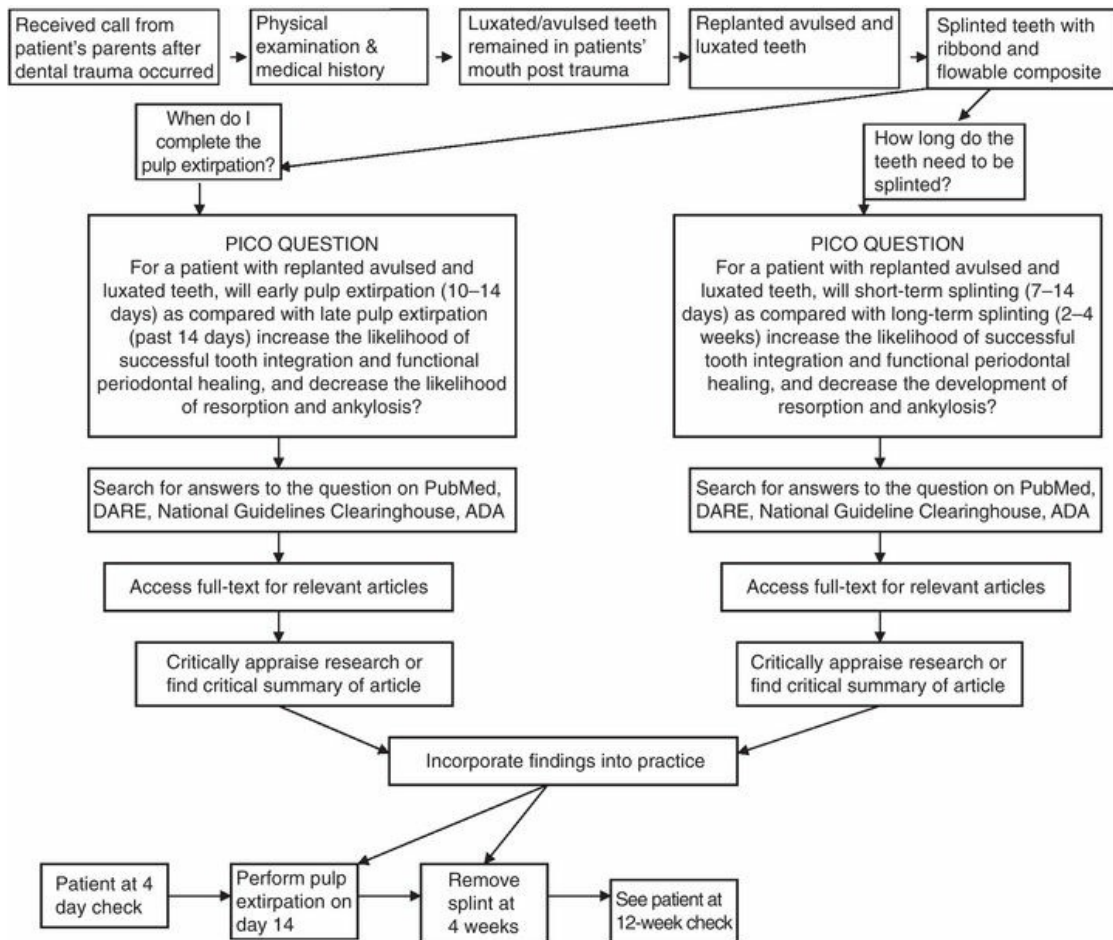 Received call from
patient's parents after
dental trauma occurred
Physical
examination &
medical history
Luxated/avulsed teeth
remained in patients'
mouth post trauma
Replanted avulsed and
luxated teeth
Splinted teeth with
ribbond and
flowable composite
When do I
complete the
pulp extirpation?
How long do the
teeth need to be
splinted?
PICO QUESTION
For a patient with replanted avulsed and
luxated teeth, will early pulp extirpation (10–14
days) as compared with late pulp extirpation
(past 14 days) increase the likelihood of
successful tooth integration and functional
periodontal healing, and decrease the likelihood
of resorption and ankylosis?
PICO QUESTION
For a patient with replanted avulsed and
luxated teeth, will short-term splinting (7–14
days) as compared with long-term splinting (2–4
weeks) increase the likelihood of successful
tooth integration and functional periodontal
healing, and decrease the development of
resorption and ankylosis?
Search for answers to the question on PubMed,
DARE, National Guidelines Clearinghouse, ADA
Search for answers to the question on PubMed,
DARE, National Guideline Clearinghouse, ADA
Access full-text for relevant articles
Access full-text for relevant articles
Critically appraise research or
find critical summary of article
Critically appraise research or
find critical summary of article
Incorporate findings into practice
Patient at 4
day check
Perform pulp
extirpation on
day 14
Remove
splint at
4 weeks
See patient at
12-week check